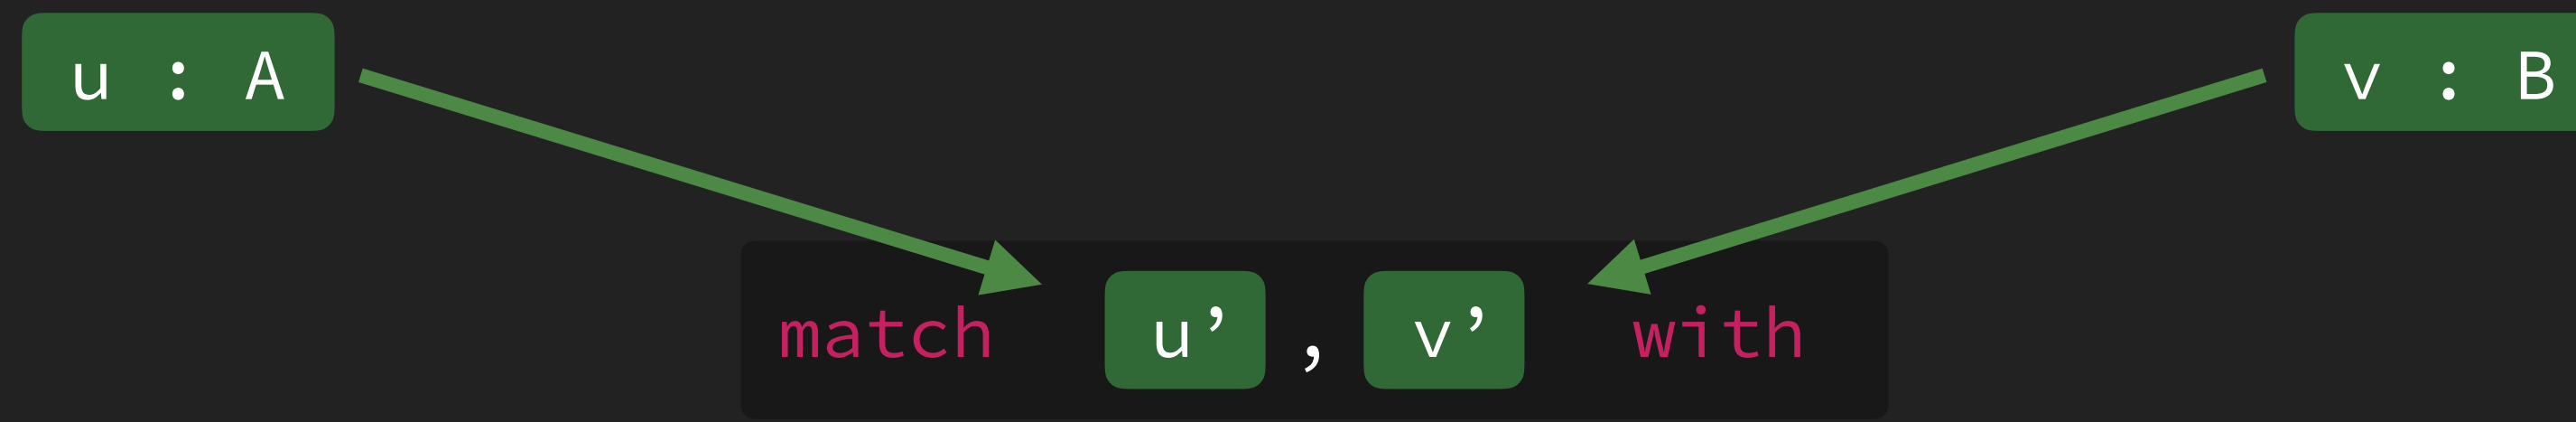 u : A v : B
match u’ , v’ with